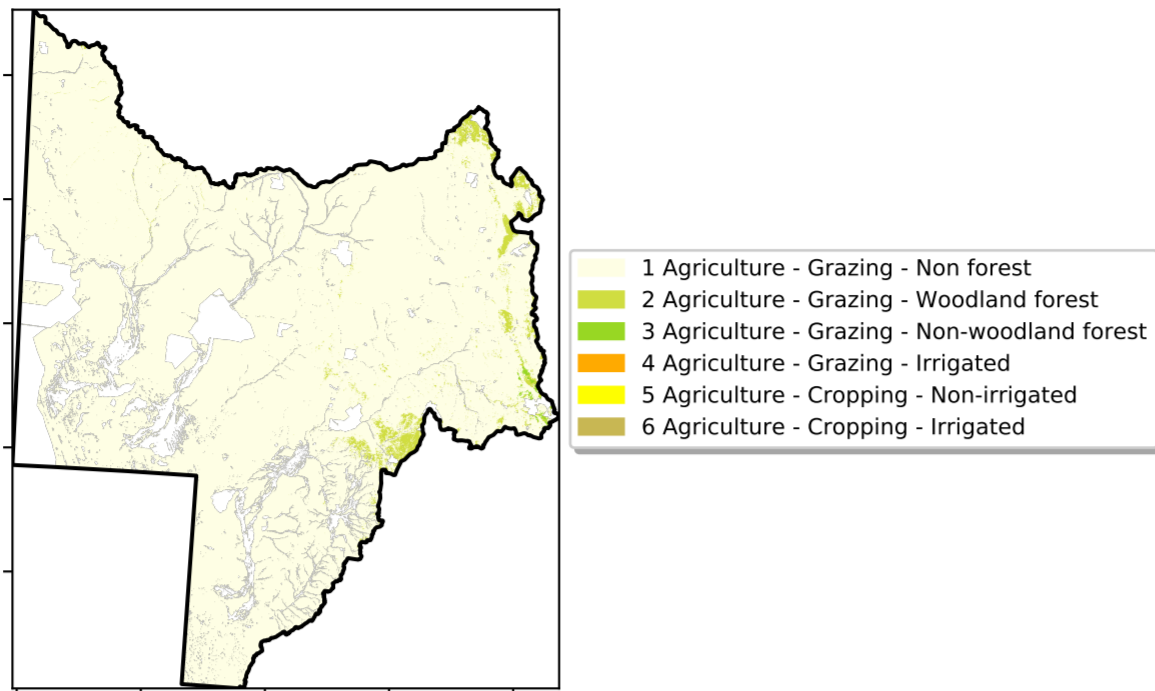 1 Agriculture - Grazing - Non forest
2 Agriculture - Grazing - Woodland forest
3 Agriculture - Grazing - Non-woodland forest
4 Agriculture - Grazing - Irrigated
5 Agriculture - Cropping - Non-irrigated
6 Agriculture - Cropping - Irrigated